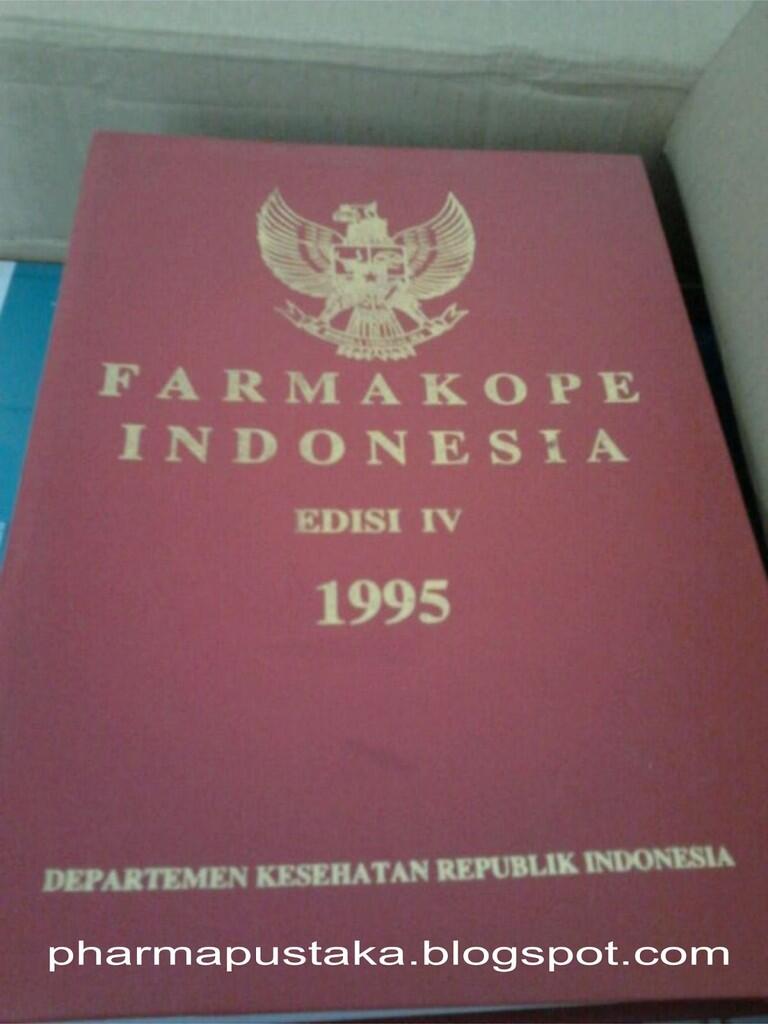 FARMAKOPE
INDONESIA
EDISI IV
1995
DEPARTEMEN KESEHATAN REPUBLIK INDONESIA
pharmapustaka.blogspot.com